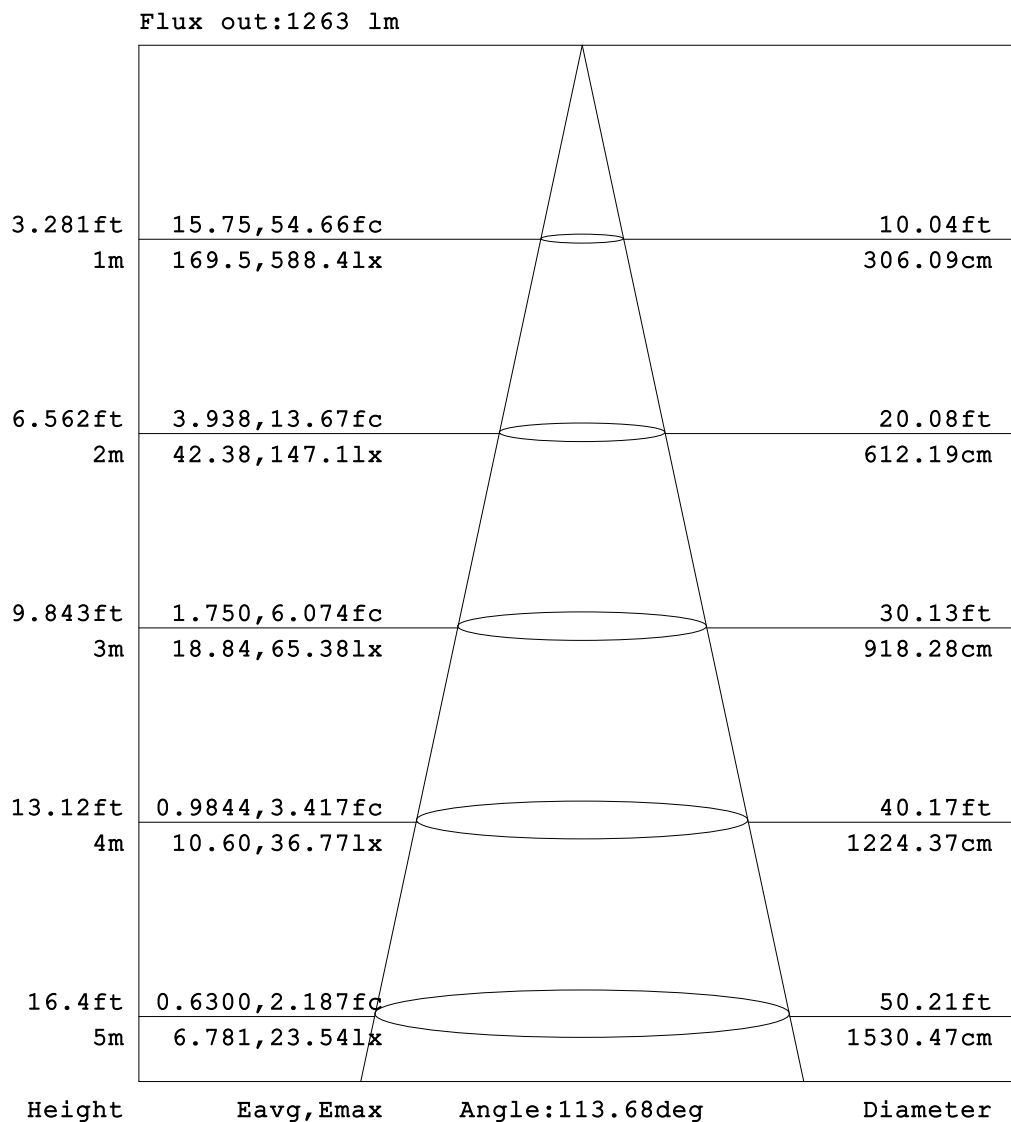 Flux out:1263 lm
3.281ft 15.75,54.66fc 10.04ft
1m 169.5,588.4lx 306.09cm
6.562ft 3.938,13.67fc 20.08ft
2m 42.38,147.1lx 612.19cm
9.843ft 1.750,6.074fc 30.13ft
3m 18.84,65.38lx 918.28cm
13.12ft 0.9844,3.417fc 40.17ft
4m 10.60,36.77lx 1224.37cm
16.4ft 0.6300,2.187fc 50.21ft
5m 6.781,23.54lx 1530.47cm
Height Eavg,Emax Angle:113.68deg Diameter